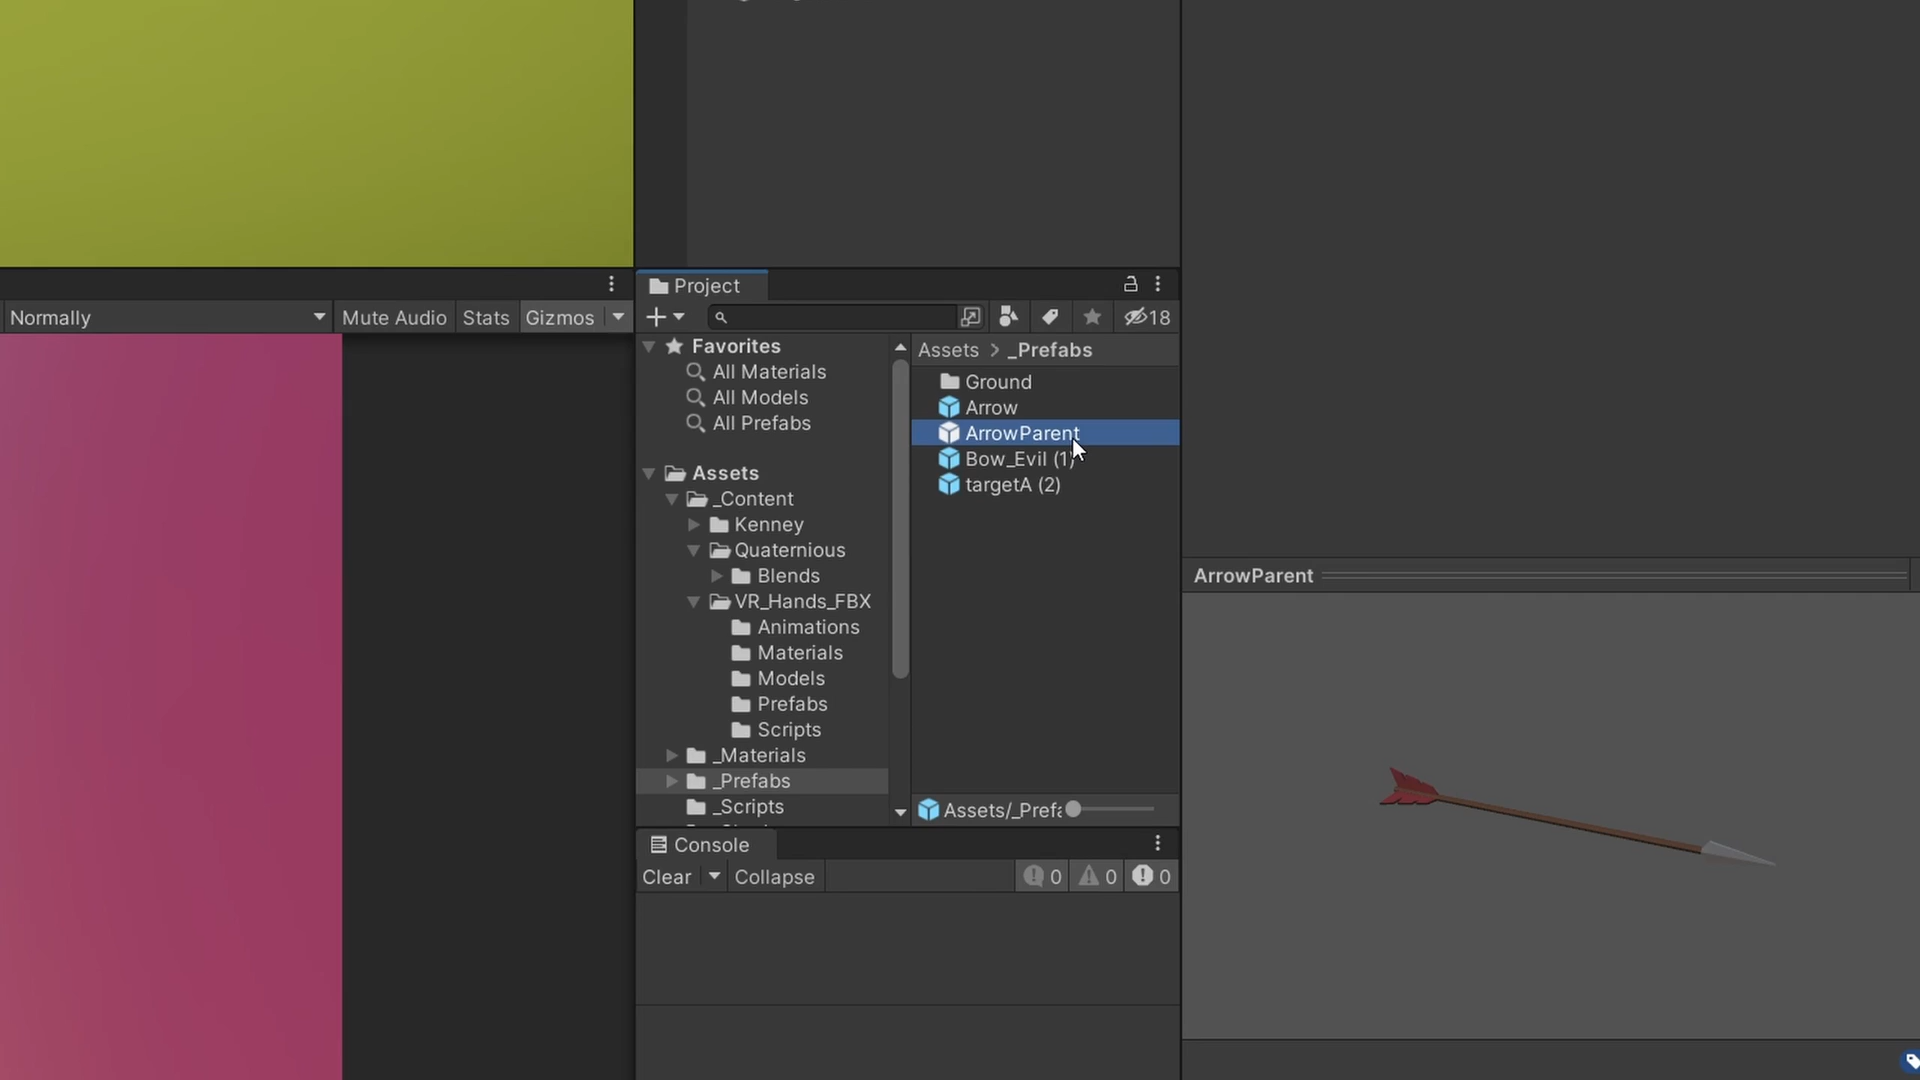 Project
Normally
Mute Audio
Stats
Gizmos
18
Favorites
All Materials
All Models
All Prefabs
Assets
_Content
Kenney
Quaternious
Blends
VR_Hands_FBX
Animations
Materials
Models
Prefabs
Scripts
_Materials
_Prefabs
_Scripts
Assets > _Prefabs
Ground
Arrow
ArrowParent
Bow_Evil (1)
targetA (2)
Assets/_Prefa
Console
Clear
Collapse
0
0
0
ArrowParent